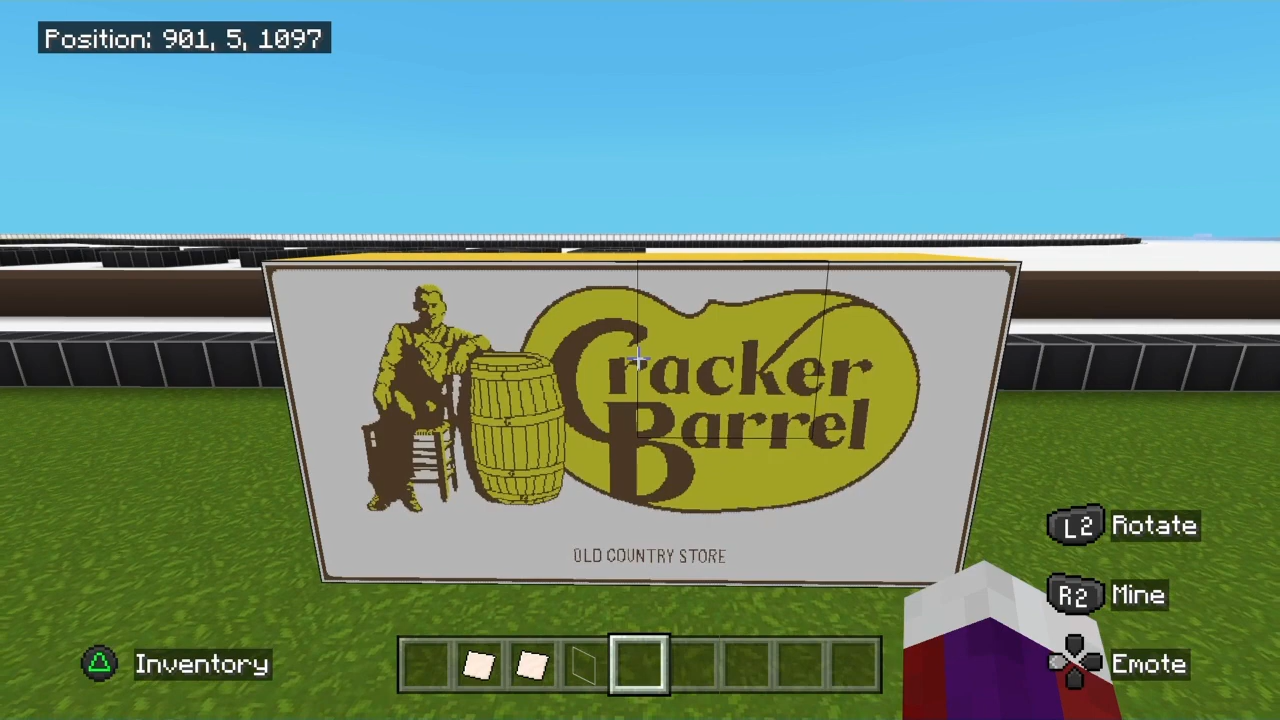 Position: 901, 5, 1097
Cracker
Barrel
OLD COUNTRY STORE
L2 Rotate
R2 Mine
Inventory
Emote